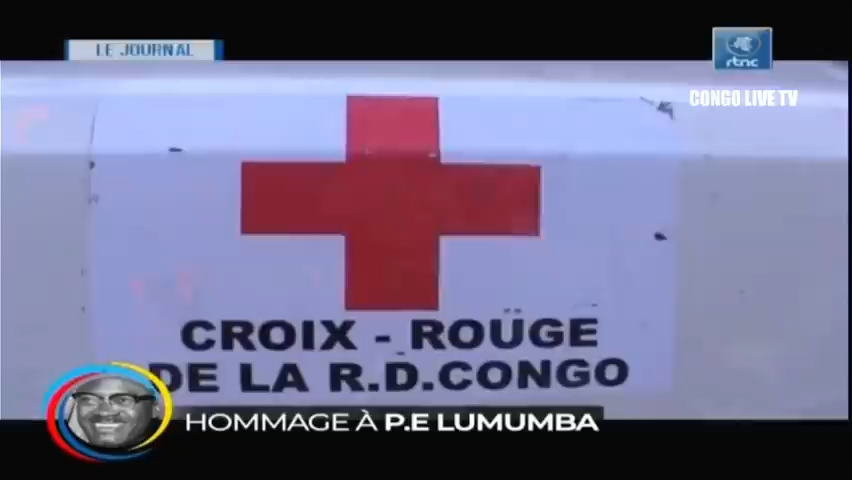 LE JOURNAL
rtnc
CONGO LIVE TV
CROIX - ROUGE
DE LA R.D.CONGO
HOMMAGE À P.E LUMUMBA